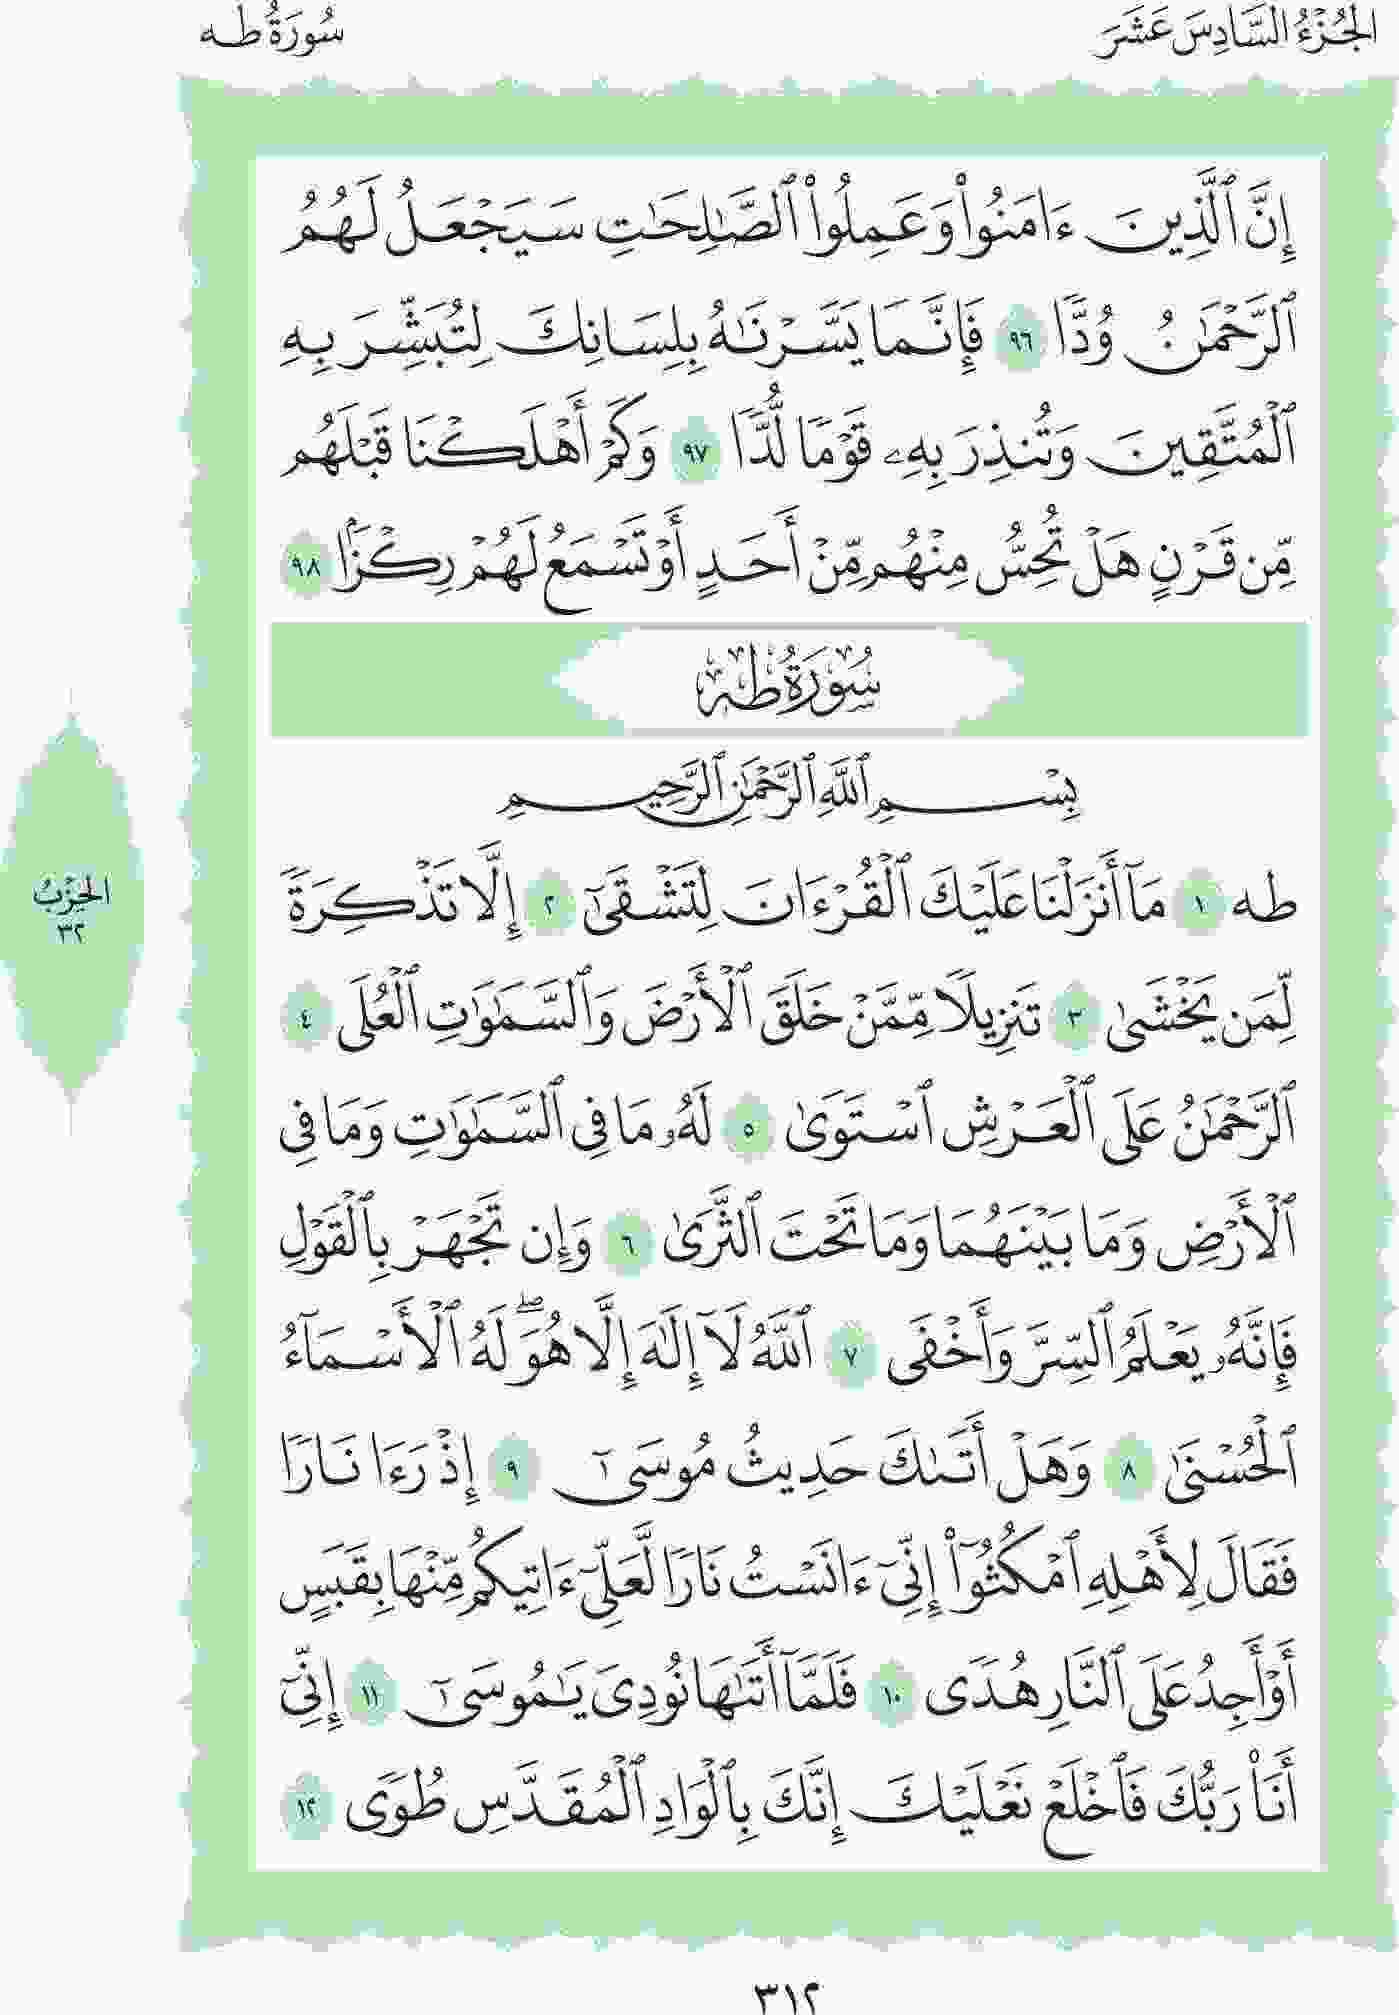 الجُزْءُ السَّادِسَ عَشَرَ
سُورَةُ طه
إِنَّ ٱلَّذِينَ ءَامَنُوا۟ وَعَمِلُوا۟ ٱلصَّـٰلِحَـٰتِ سَيَجْعَلُ لَهُمُ
ٱلرَّحْمَـٰنُ وُدًّا ٩٦ فَإِنَّمَا يَسَّرْنَـٰهُ بِلِسَانِكَ لِتُبَشِّرَ بِهِ
ٱلْمُتَّقِينَ وَتُنذِرَ بِهِۦ قَوْمًا لُّدًّا ٩٧ وَكَمْ أَهْلَكْنَا قَبْلَهُم
مِّن قَرْنٍ هَلْ تُحِسُّ مِنْهُم مِّنْ أَحَدٍ أَوْ تَسْمَعُ لَهُمْ رِكْزًۢا ٩٨
سُورَةُ طه
بِسْمِ ٱللَّهِ ٱلرَّحْمَـٰنِ ٱلرَّحِيمِ
طه ١ مَآ أَنزَلْنَا عَلَيْكَ ٱلْقُرْءَانَ لِتَشْقَىٰٓ ٢ إِلَّا تَذْكِرَةً
لِّمَن يَخْشَىٰ ٣ تَنزِيلًا مِّمَّنْ خَلَقَ ٱلْأَرْضَ وَٱلسَّمَـٰوَٰتِ ٱلْعُلَى ٤
ٱلرَّحْمَـٰنُ عَلَى ٱلْعَرْشِ ٱسْتَوَىٰ ٥ لَهُۥ مَا فِى ٱلسَّمَـٰوَٰتِ وَمَا فِى
ٱلْأَرْضِ وَمَا بَيْنَهُمَا وَمَا تَحْتَ ٱلثَّرَىٰ ٦ وَإِن تَجْهَرْ بِٱلْقَوْلِ
فَإِنَّهُۥ يَعْلَمُ ٱلسِّرَّ وَأَخْفَى ٧ ٱللَّهُ لَآ إِلَـٰهَ إِلَّا هُوَ ۖ لَهُ ٱلْأَسْمَآءُ
ٱلْحُسْنَىٰ ٨ وَهَلْ أَتَىٰكَ حَدِيثُ مُوسَىٰٓ ٩ إِذْ رَءَا نَارًا
فَقَالَ لِأَهْلِهِ ٱمْكُثُوٓا۟ إِنِّىٓ ءَانَسْتُ نَارًا لَّعَلِّىٓ ءَاتِيكُم مِّنْهَا بِقَبَسٍ
أَوْ أَجِدُ عَلَى ٱلنَّارِ هُدًى ١٠ فَلَمَّآ أَتَىٰهَا نُودِىَ يَـٰمُوسَىٰٓ ١١ إِنِّىٓ
أَنَا۠ رَبُّكَ فَٱخْلَعْ نَعْلَيْكَ إِنَّكَ بِٱلْوَادِ ٱلْمُقَدَّسِ طُوًى ١٢
الحِزْبُ
٣٢
٣١٢